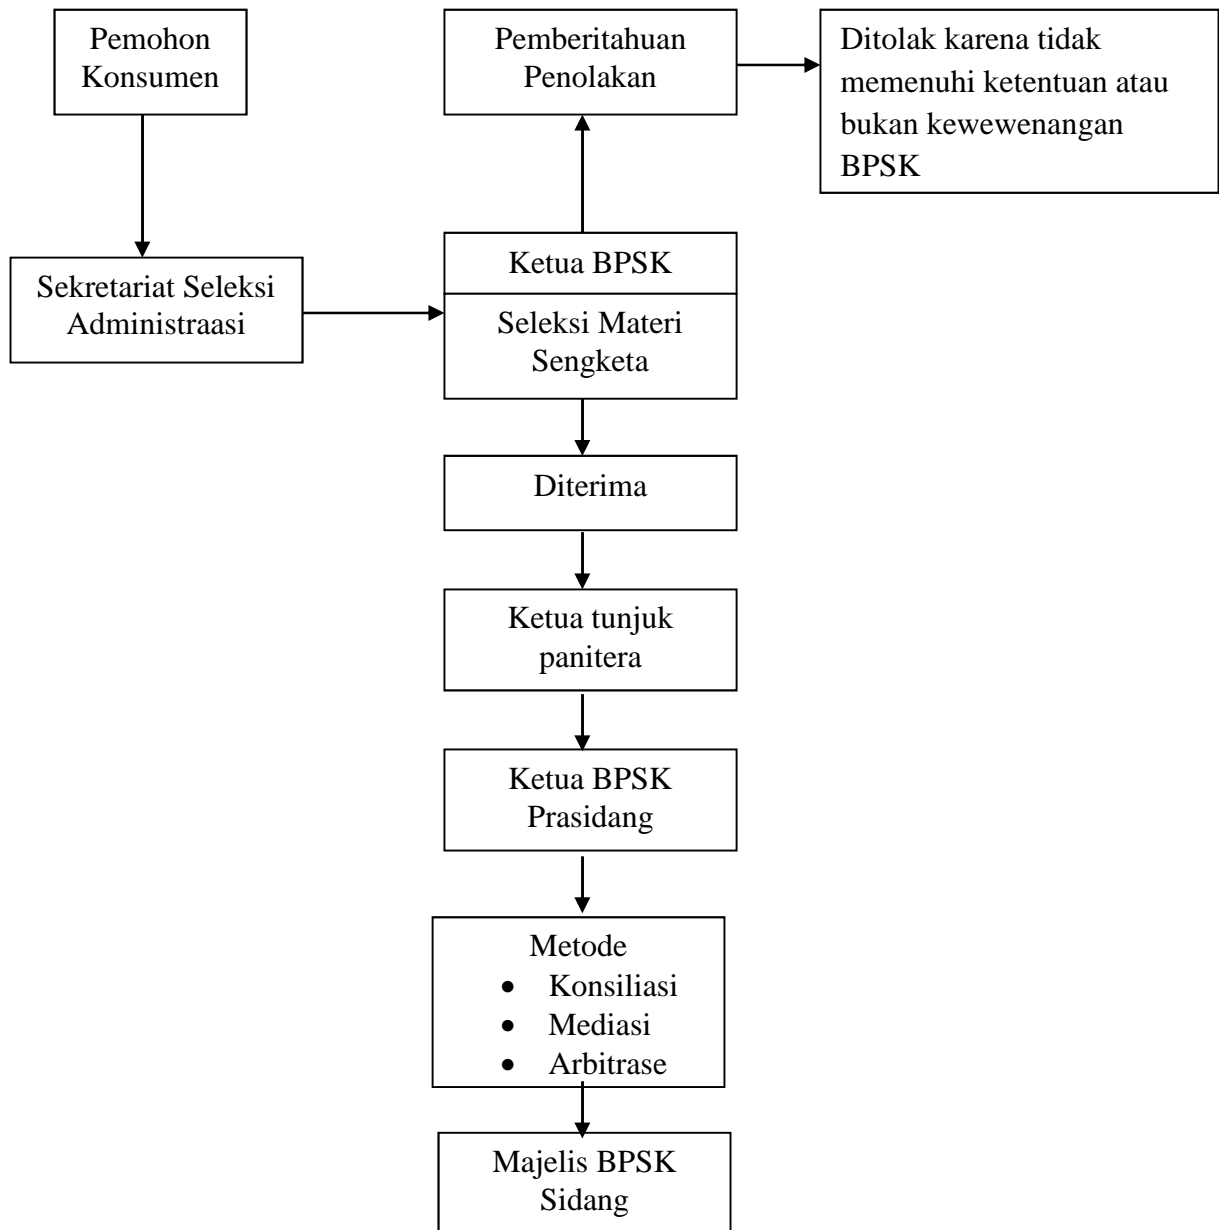 Pemohon
Konsumen
Pemberitahuan
Penolakan
Ditolak karena tidak
memenuhi ketentuan atau
bukan kewewenangan
BPSK
Sekretariat Seleksi
Administraasi
Ketua BPSK
Seleksi Materi
Sengketa
Diterima
Ketua tunjuk
panitera
Ketua BPSK
Prasidang
Metode
• Konsiliasi
• Mediasi
• Arbitrase
Majelis BPSK
Sidang